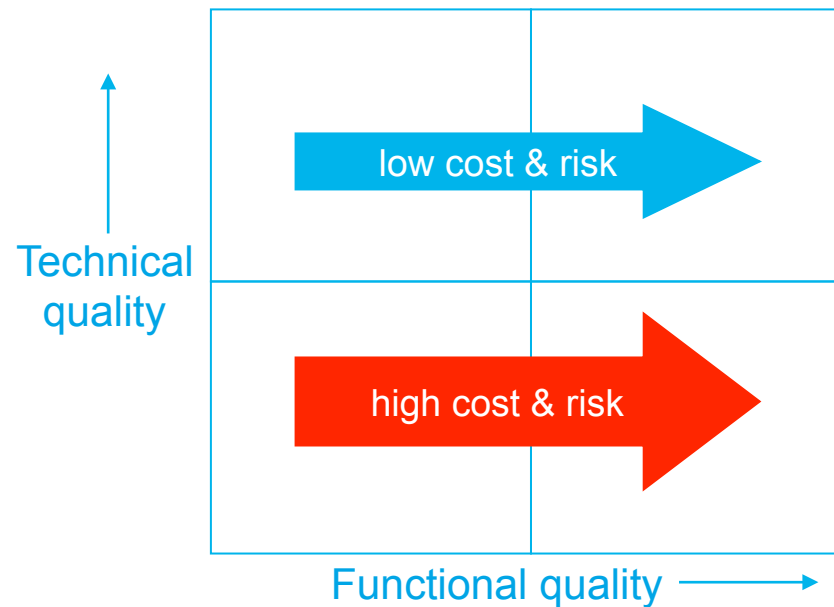 low cost & risk
Technical
quality
high cost & risk
Functional quality